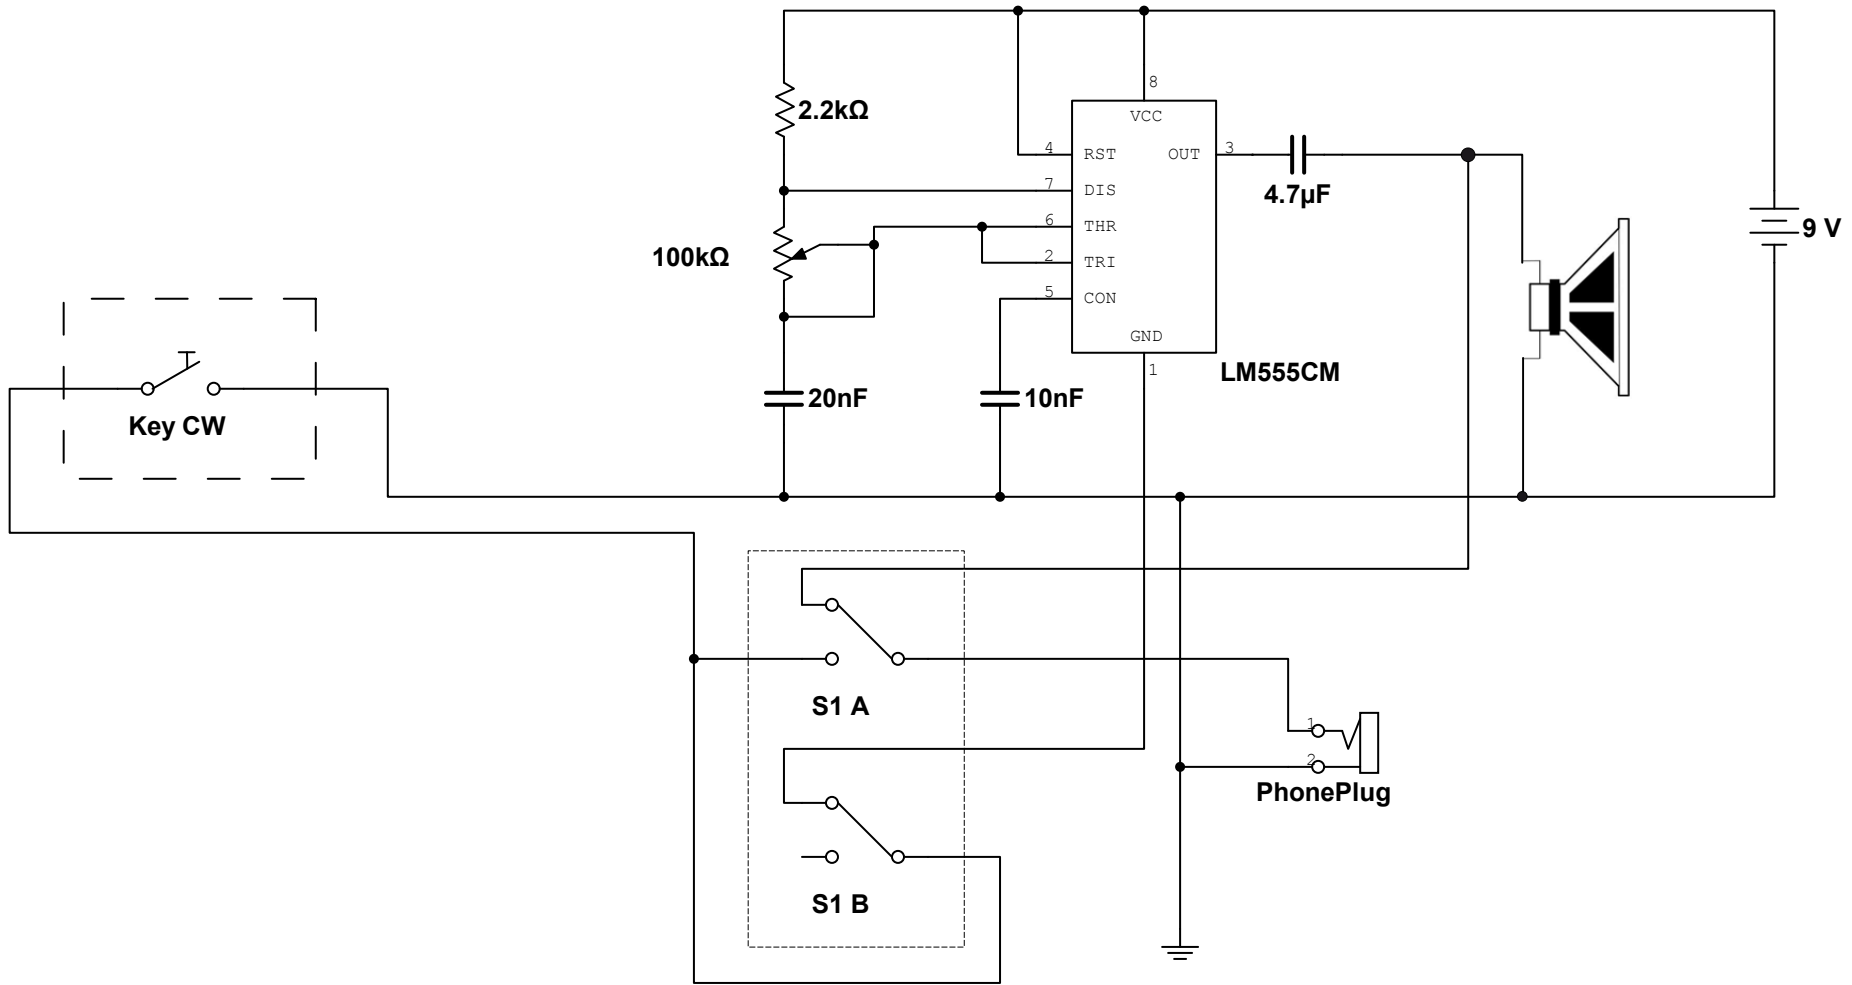 8
2.2kΩ
VCC
4
RST
OUT
3
7
DIS
4.7µF
6
THR
9 V
100kΩ
2
TRI
5
CON
GND
1
LM555CM
20nF
10nF
Key CW
S1 A
1
2
PhonePlug
S1 B